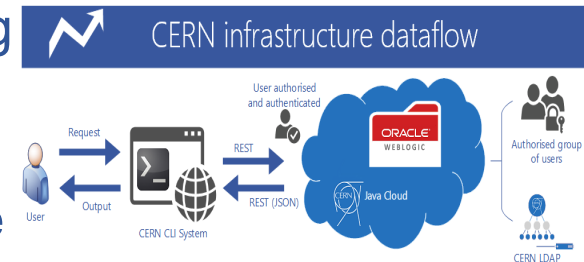 g
CERN infrastructure dataflow
User authorised
and authenticated
Request
REST
ORACLE
WEBLOGIC
Authorised group
of users
Output
REST (JSON)
CERN
Java Cloud
User
CERN CLI System
e
CERN LDAP